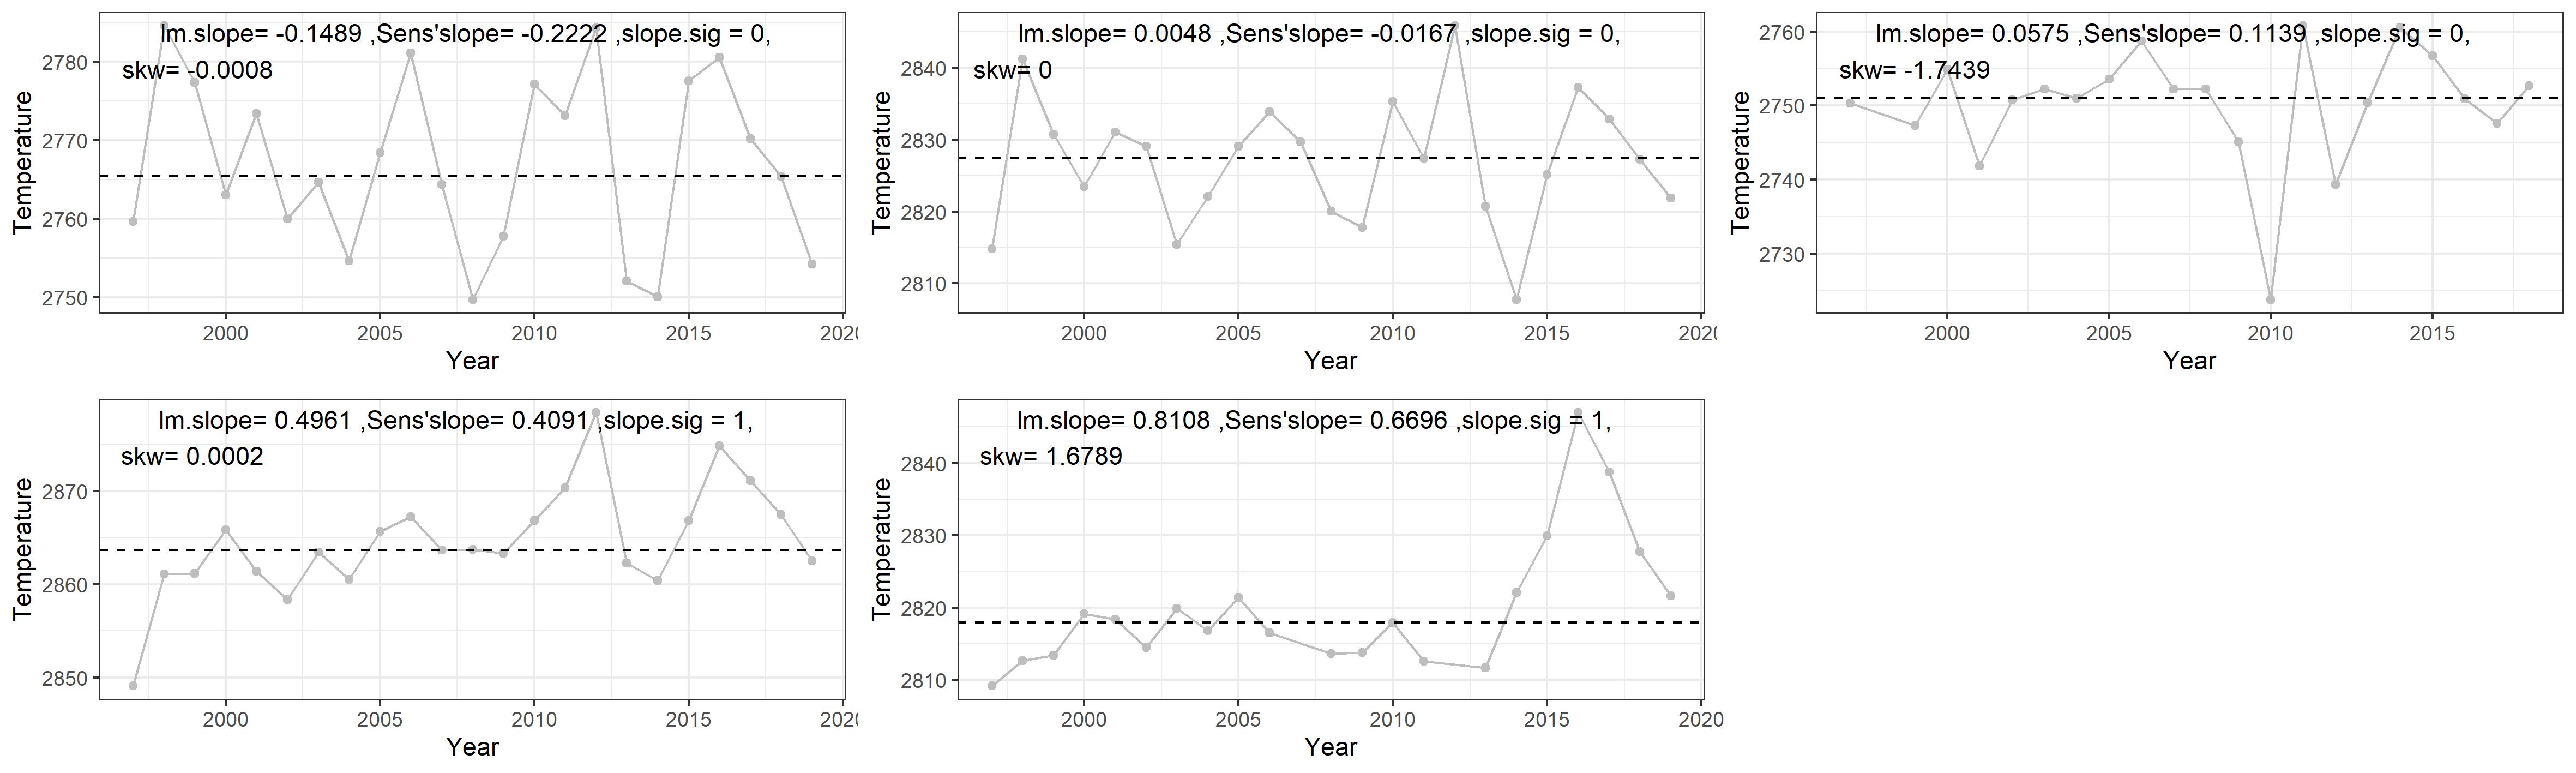 lm.slope= -0.1489 ,Sens'slope= -0.2222 ,slope.sig = 0,
skw= -0.0008
Temperature
2780
2770
2760
2750
2000 2005 2010 2015 202
Year
lm.slope= 0.0048 ,Sens'slope= -0.0167 ,slope.sig = 0,
skw= 0
Temperature
2840
2830
2820
2810
2000 2005 2010 2015 202
Year
lm.slope= 0.0575 ,Sens'slope= 0.1139 ,slope.sig = 0,
skw= -1.7439
Temperature
2760
2750
2740
2730
2000 2005 2010 2015
Year
lm.slope= 0.4961 ,Sens'slope= 0.4091 ,slope.sig = 1,
skw= 0.0002
Temperature
2870
2860
2850
2000 2005 2010 2015 202
Year
lm.slope= 0.8108 ,Sens'slope= 0.6696 ,slope.sig = 1,
skw= 1.6789
Temperature
2840
2830
2820
2810
2000 2005 2010 2015 2020
Year